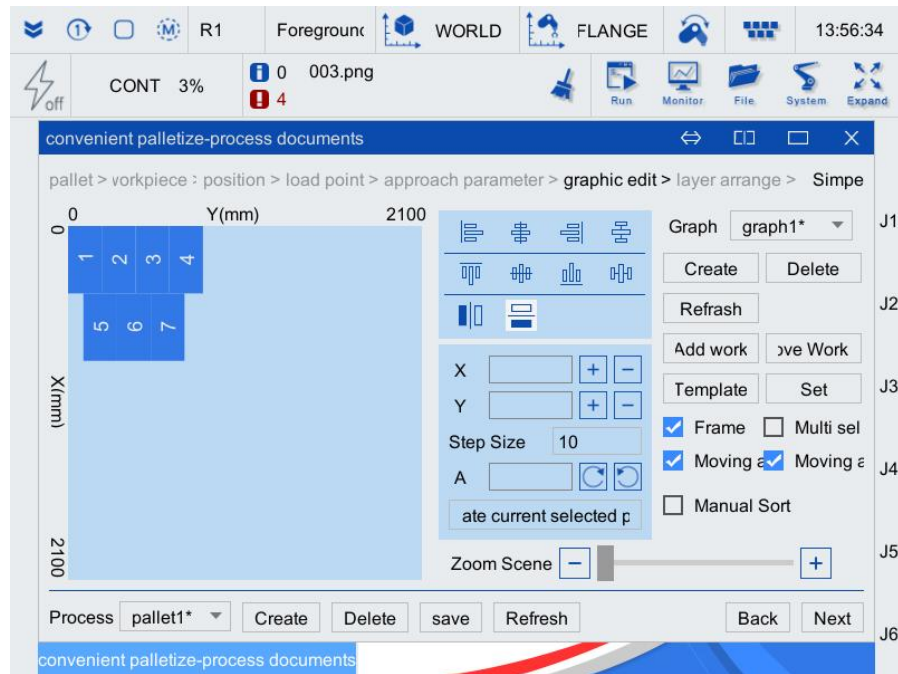 1 M R1 Foreground WORLD FLANGE 13:56:34
off CONT 3% i 0 003.png
! 4
Run Monitor File System Expand
convenient palletize-process documents
pallet > vorkpiece : position > load point > approach parameter > graphic edit > layer arrange > Simpe
0 Y(mm) 2100
0
X(mm)
2100
1 2 3 4
5 6 7
X + -
Y + -
Step Size 10
A
ate current selected p
Zoom Scene - +
Graph graph1*
Create Delete
Refrash
Add work ove Work
Template Set
Frame Multi sel
Moving a Moving a
Manual Sort
J1
J2
J3
J4
J5
J6
Process pallet1* Create Delete save Refresh Back Next
convenient palletize-process documents